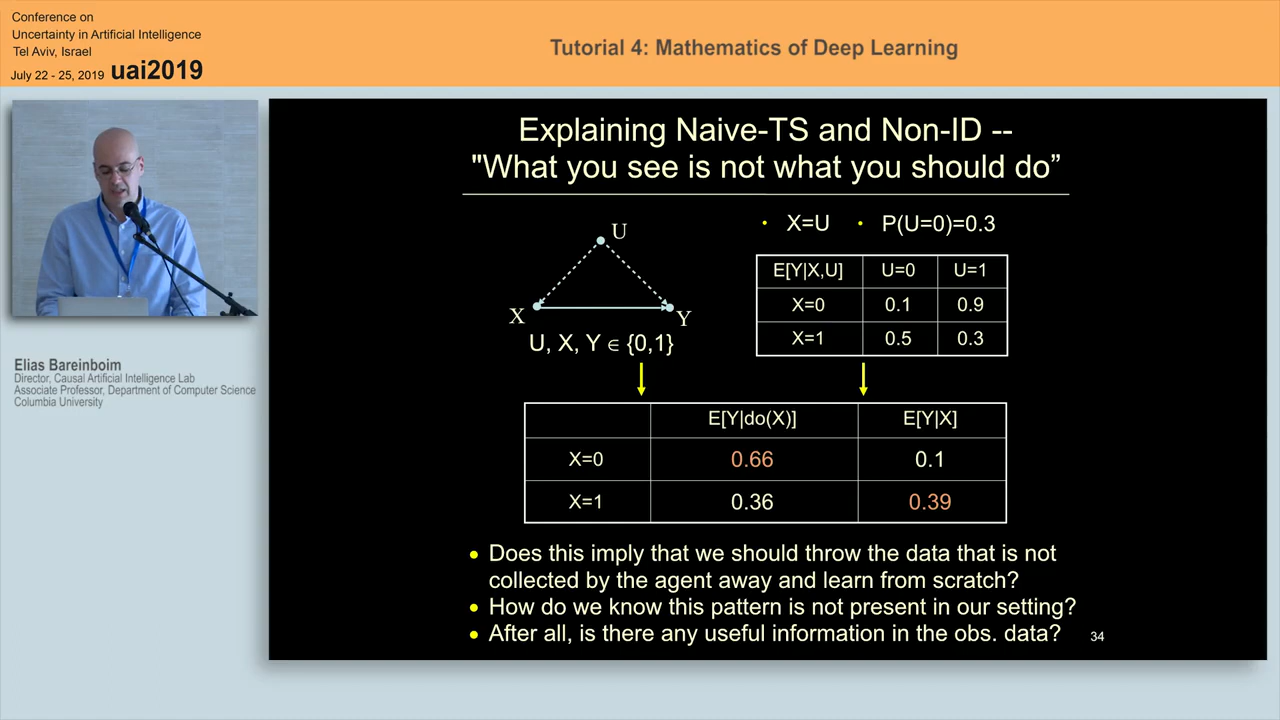 Conference on
Uncertainty in Artificial Intelligence
Tel Aviv, Israel
July 22 - 25, 2019 uai2019
Tutorial 4: Mathematics of Deep Learning
Elias Bareinboim
Director, Causal Artificial Intelligence Lab
Associate Professor, Department of Computer Science
Columbia University
Explaining Naive-TS and Non-ID --
"What you see is not what you should do”
U
X
Y
U, X, Y ∈ {0,1}
• X=U • P(U=0)=0.3
E[Y|X,U] U=0 U=1
X=0 0.1 0.9
X=1 0.5 0.3
E[Y|do(X)] E[Y|X]
X=0 0.66 0.1
X=1 0.36 0.39
• Does this imply that we should throw the data that is not
collected by the agent away and learn from scratch?
• How do we know this pattern is not present in our setting?
• After all, is there any useful information in the obs. data?
34